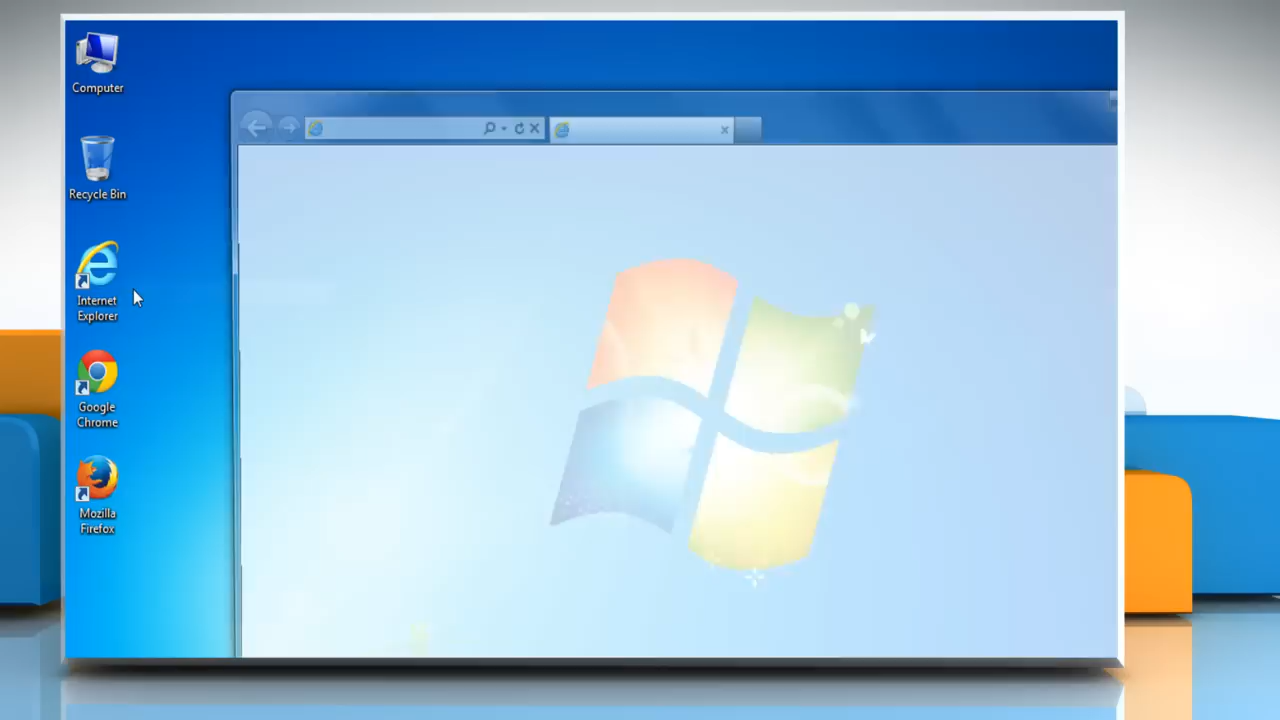 Computer
Recycle Bin
Internet
Explorer
Google
Chrome
Mozilla
Firefox